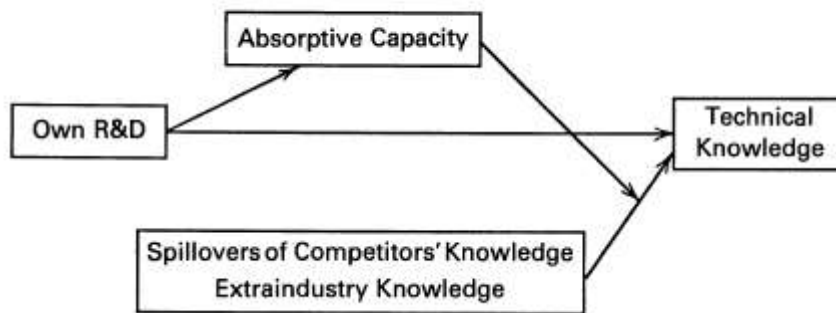 Absorptive Capacity
Own R&D
Technical
Knowledge
Spillovers of Competitors' Knowledge
Extraindustry Knowledge